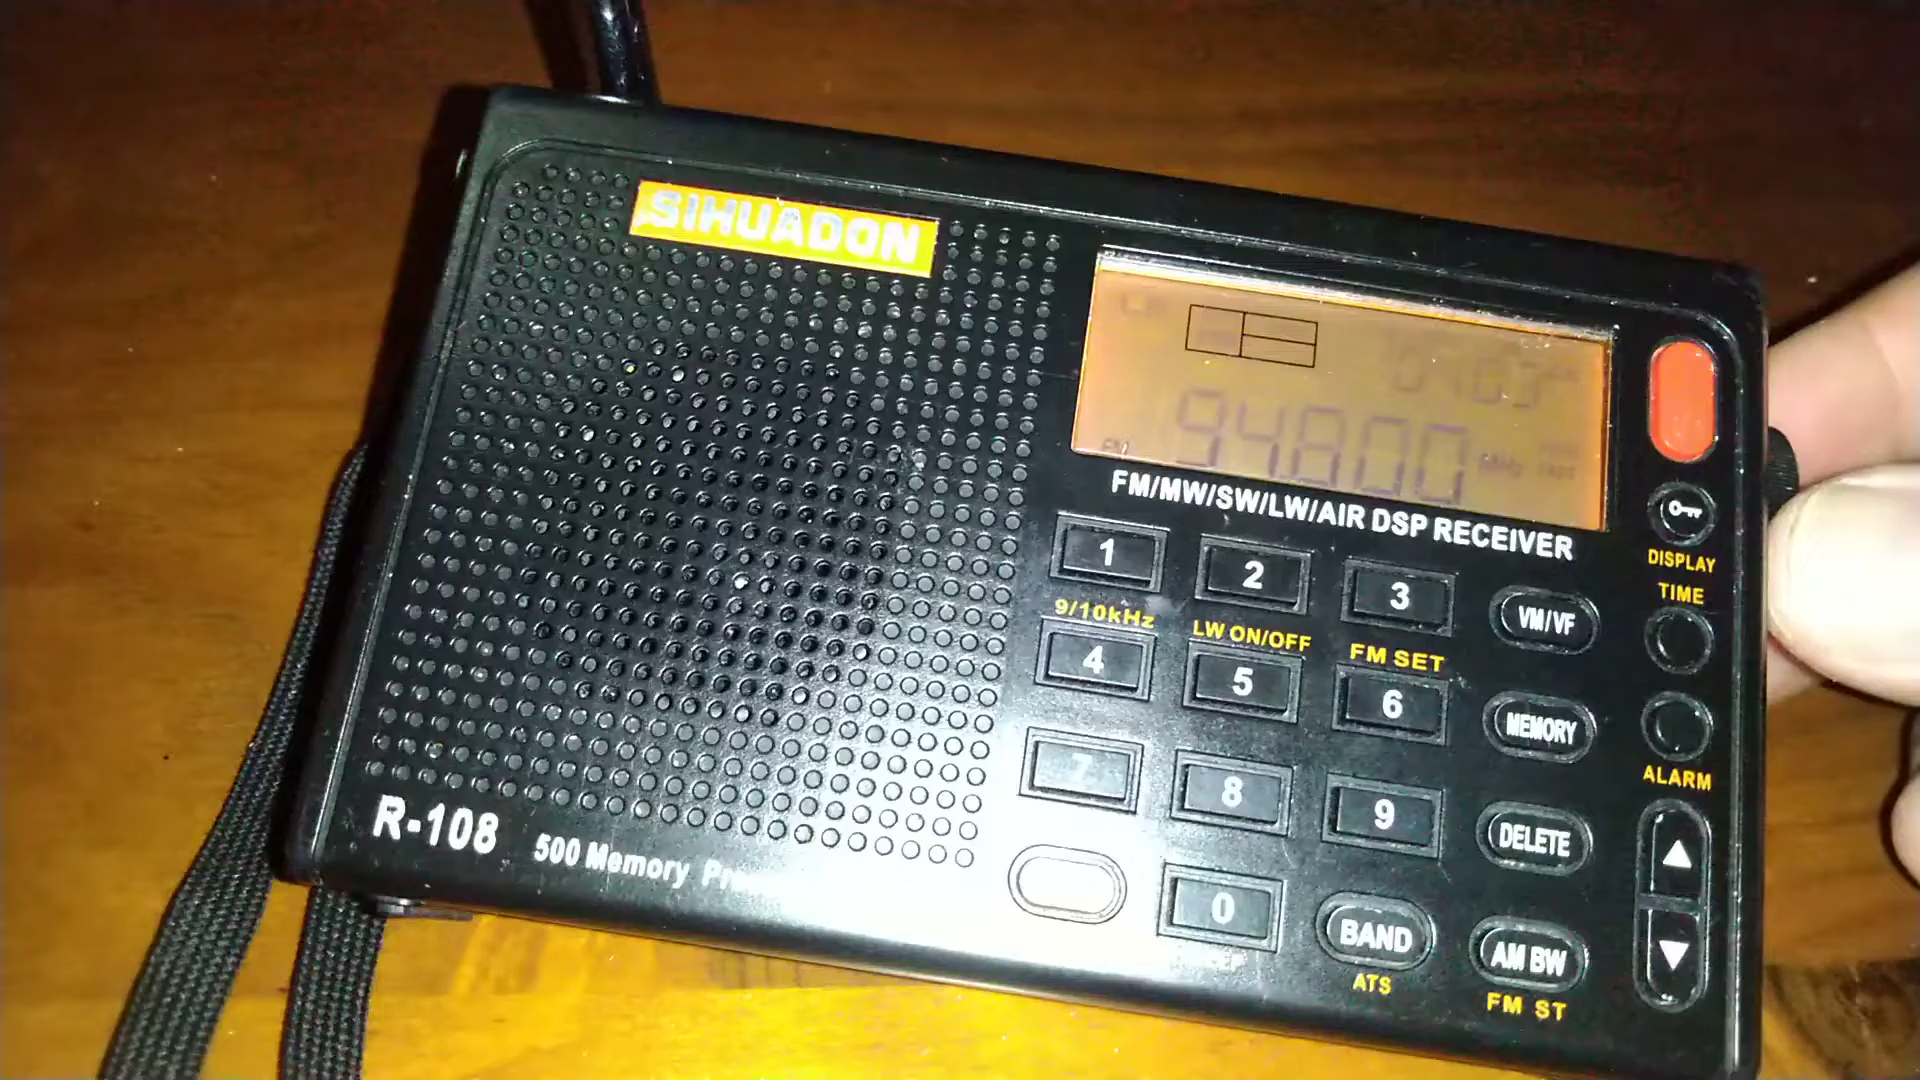 SIHUADON
94.800 MHz
FM/MW/SW/LW/AIR DSP RECEIVER
DISPLAY
1 2 3 VM/VF
TIME
9/10kHz LW ON/OFF FM SET
4 5 6 MEMORY
ALARM
7 8 9 DELETE
R-108 500 Memory
0 BAND AM BW
ATS FM ST